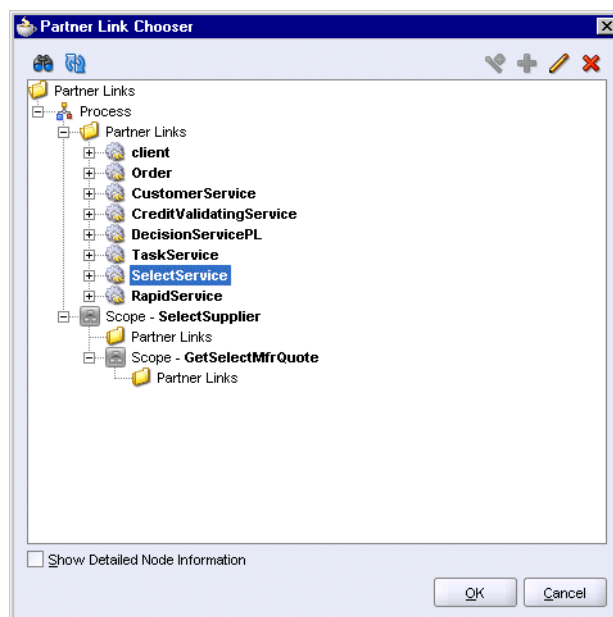 Partner Link Chooser
Partner Links
Process
Partner Links
client
Order
CustomerService
CreditValidatingService
DecisionServicePL
TaskService
SelectService
RapidService
Scope - SelectSupplier
Partner Links
Scope - GetSelectMfrQuote
Partner Links
Show Detailed Node Information
OK Cancel